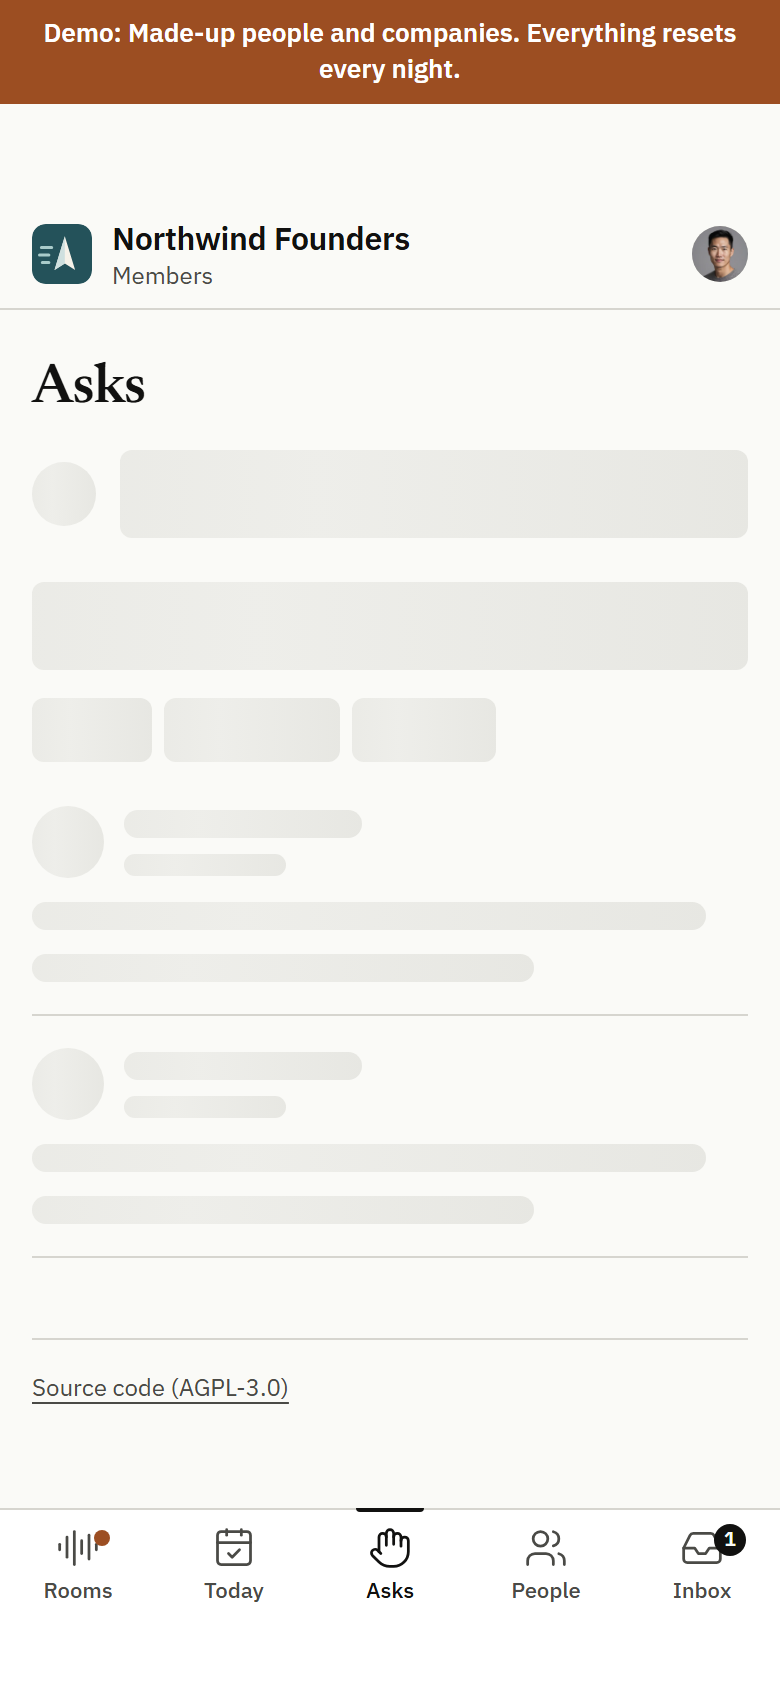 Demo: Made-up people and companies. Everything resets
every night.
Northwind Founders
Members
Asks
Source code (AGPL-3.0)
Rooms
Today
Asks
People
1
Inbox